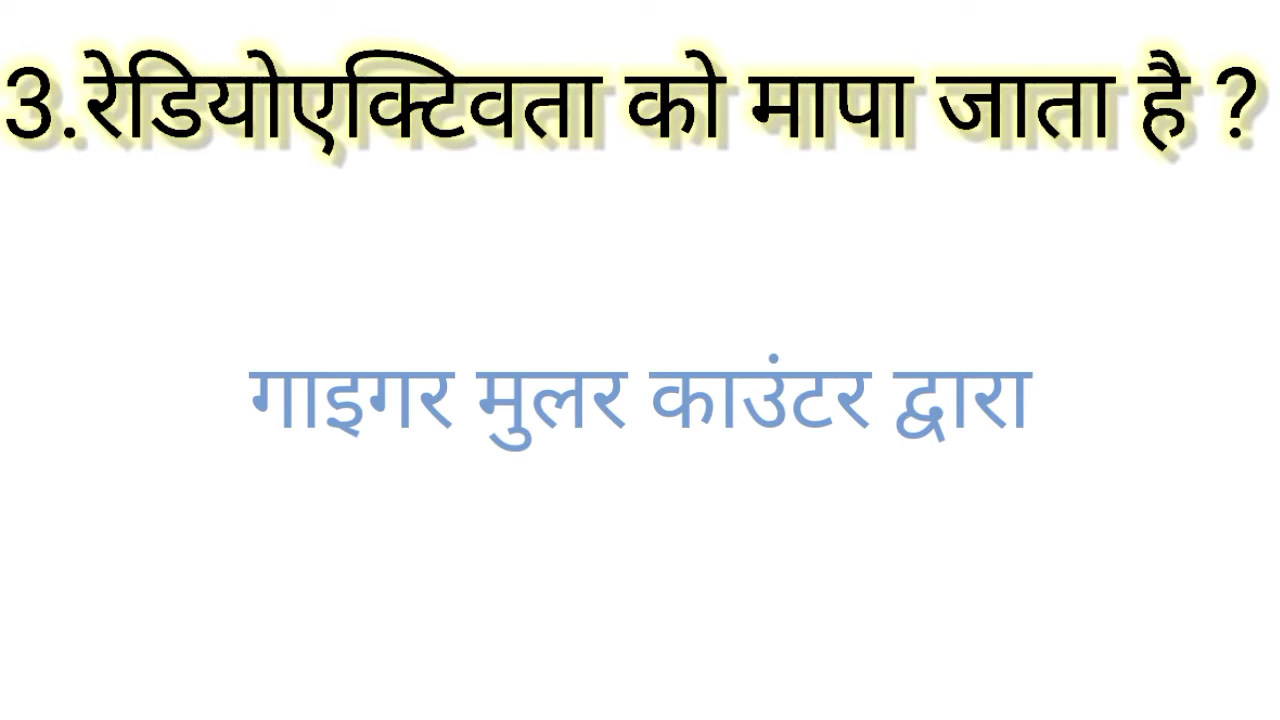 3.रेडियोएक्टिवता को मापा जाता है ?
गाइगर मुलर काउंटर द्वारा